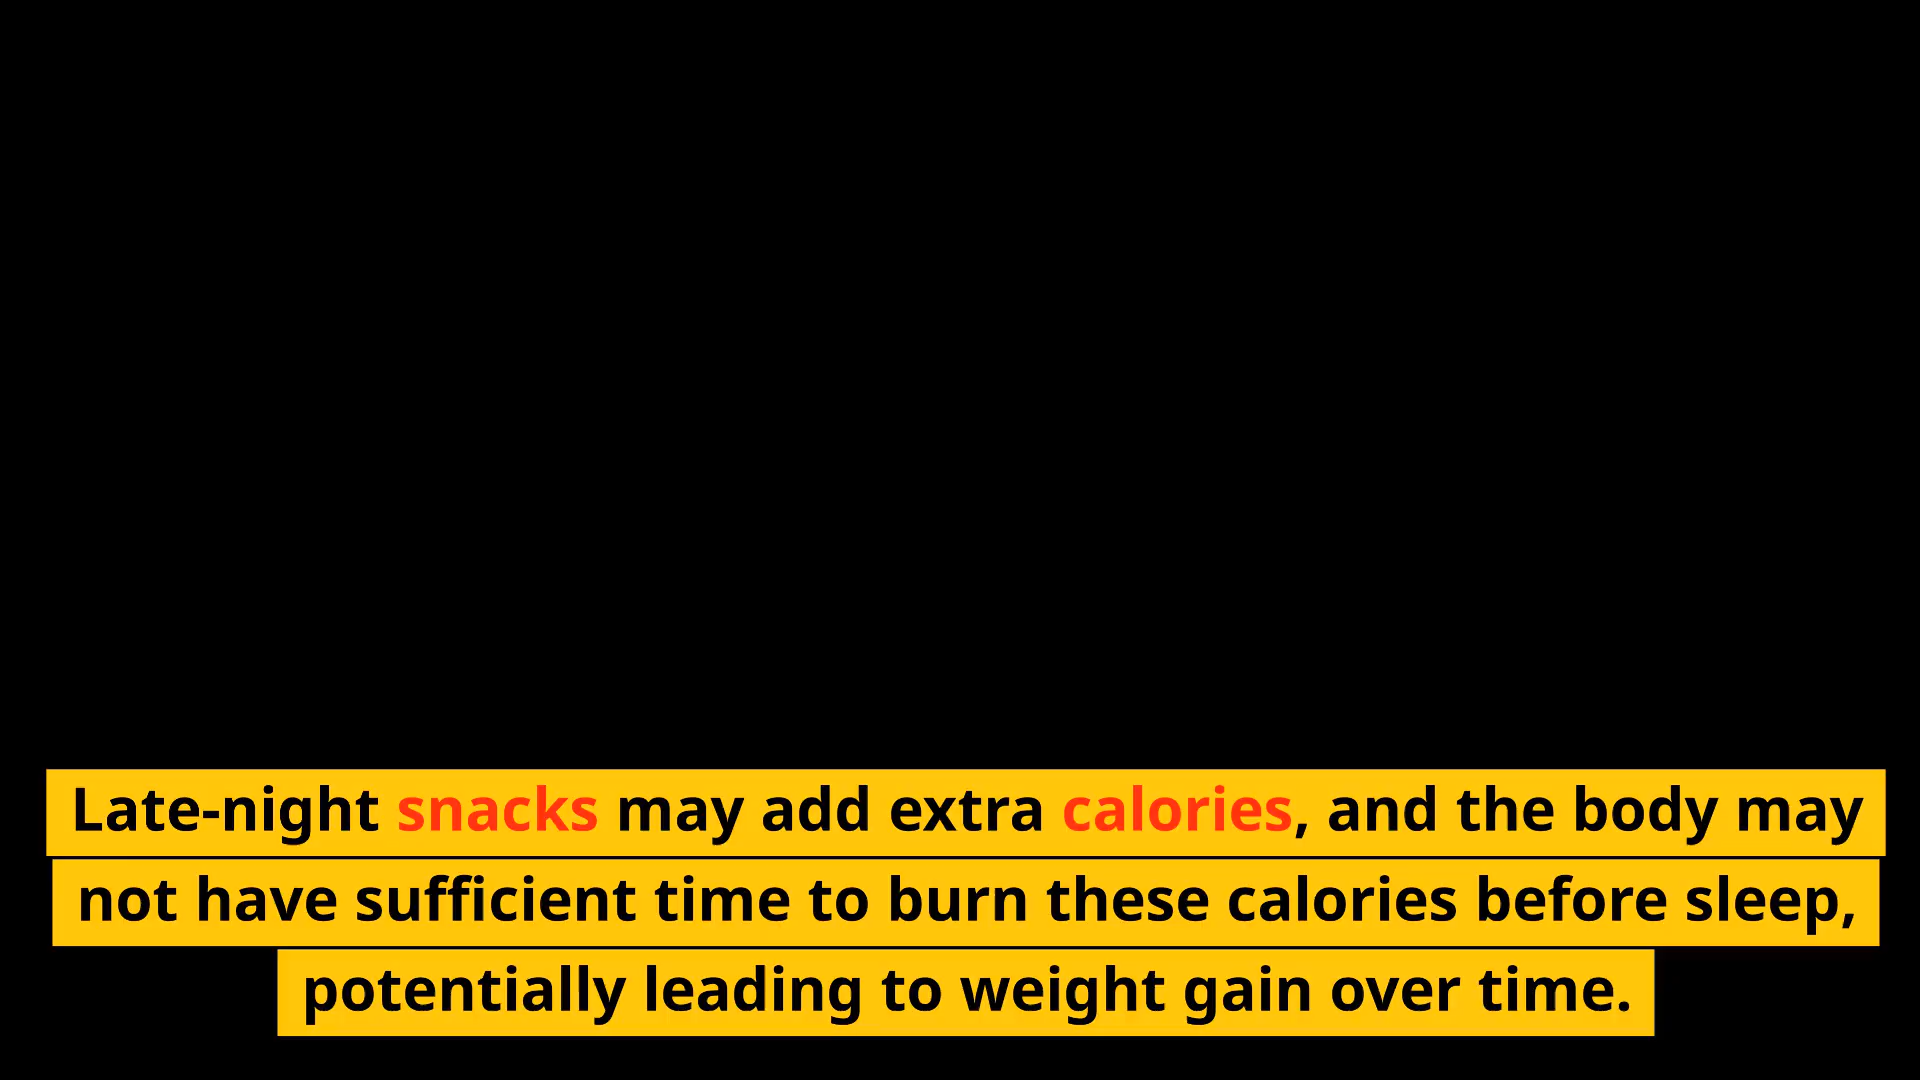 Late-night snacks may add extra calories, and the body may
not have sufficient time to burn these calories before sleep,
potentially leading to weight gain over time.